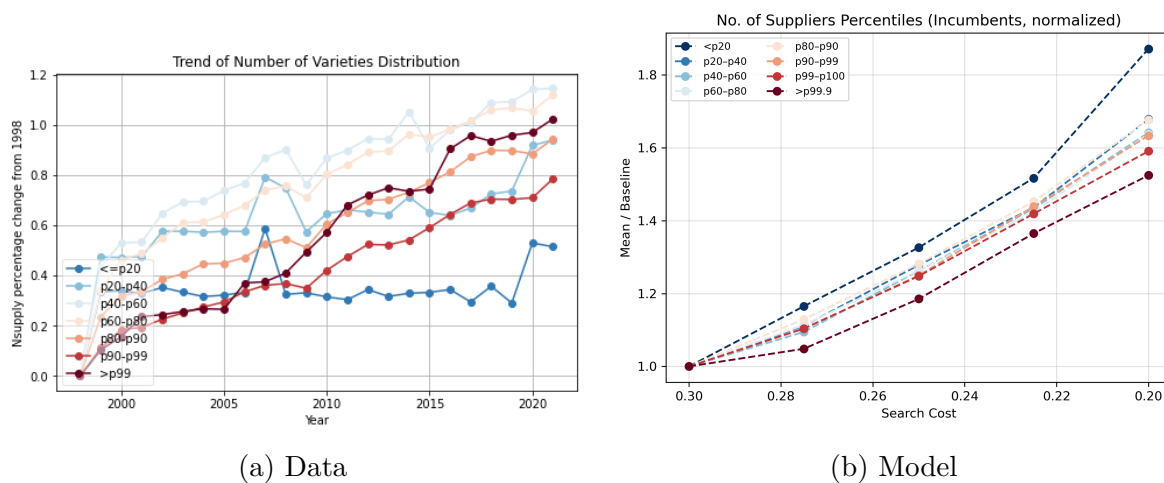 Trend of Number of Varieties Distribution
Nsupply percentage change from 1998
1.2
1.0
0.8
0.6
0.4
0.2
0.0
<=p20
p20-p40
p40-p60
p60-p80
p80-p90
p90-p99
>p99
2000
2005
2010
2015
2020
Year
(a) Data
No. of Suppliers Percentiles (Incumbents, normalized)
Mean / Baseline
1.8
1.6
1.4
1.2
1.0
<p20
p20–p40
p40–p60
p60–p80
p80–p90
p90–p99
p99–p100
>p99.9
0.30
0.28
0.26
0.24
0.22
0.20
Search Cost
(b) Model